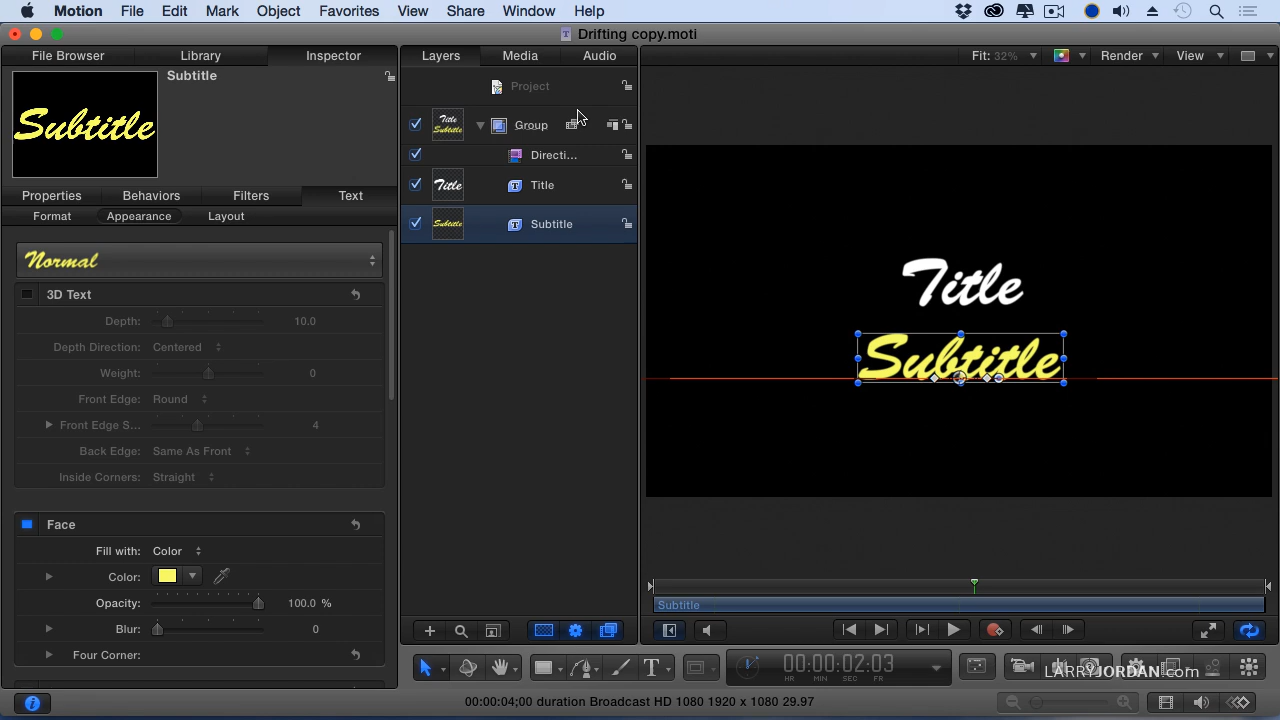 Motion File Edit Mark Object Favorites View Share Window Help
Drifting copy.moti
File Browser Library Inspector
Layers Media Audio
Fit: 32% Render View
Subtitle
Subtitle
Project
Group
Title
Subtitle
Directi...
Title
Title
Subtitle
Subtitle
Properties Behaviors Filters Text
Format Appearance Layout
Normal
3D Text
Depth: 10.0
Depth Direction: Centered
Weight: 0
Front Edge: Round
Front Edge S... 4
Back Edge: Same As Front
Inside Corners: Straight
Face
Fill with: Color
Color:
Opacity: 100.0 %
Blur: 0
Four Corner:
Title
Subtitle
Subtitle
T
00:00:02:03
HR MIN SEC FR
LARRYJORDAN.com
00:00:04;00 duration Broadcast HD 1080 1920 x 1080 29.97